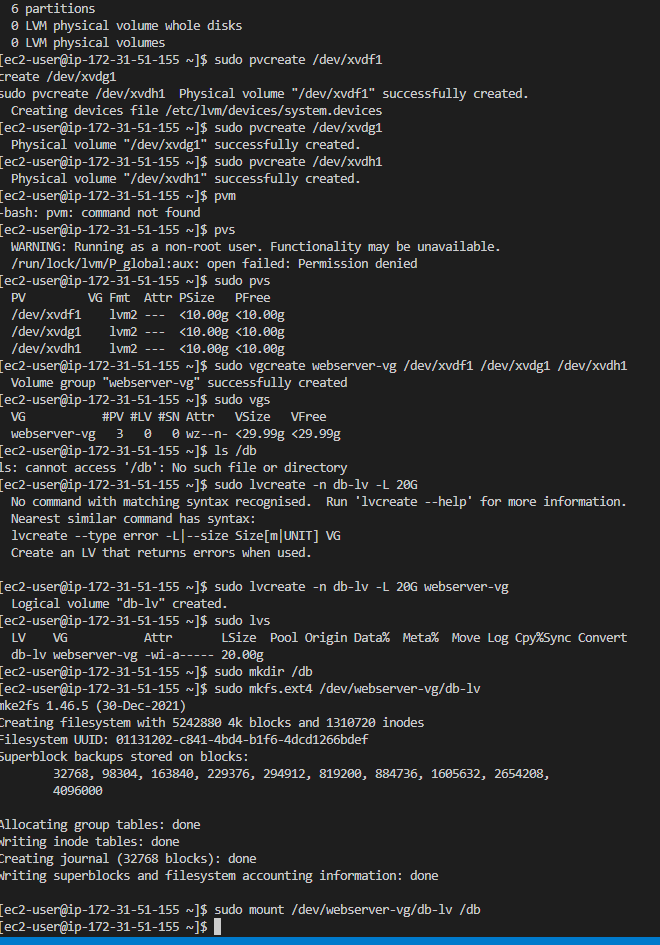 6 partitions
0 LVM physical volume whole disks
0 LVM physical volumes
[ec2-user@ip-172-31-51-155 ~]$ sudo pvcreate /dev/xvdf1
create /dev/xvdg1
sudo pvcreate /dev/xvdh1  Physical volume "/dev/xvdf1" successfully created.
Creating devices file /etc/lvm/devices/system.devices
[ec2-user@ip-172-31-51-155 ~]$ sudo pvcreate /dev/xvdg1
Physical volume "/dev/xvdg1" successfully created.
[ec2-user@ip-172-31-51-155 ~]$ sudo pvcreate /dev/xvdh1
Physical volume "/dev/xvdh1" successfully created.
[ec2-user@ip-172-31-51-155 ~]$ pvm
-bash: pvm: command not found
[ec2-user@ip-172-31-51-155 ~]$ pvs
WARNING: Running as a non-root user. Functionality may be unavailable.
/run/lock/lvm/P_global:aux: open failed: Permission denied
[ec2-user@ip-172-31-51-155 ~]$ sudo pvs
PV         VG Fmt  Attr PSize   PFree
/dev/xvdf1    lvm2 ---  <10.00g <10.00g
/dev/xvdg1    lvm2 ---  <10.00g <10.00g
/dev/xvdh1    lvm2 ---  <10.00g <10.00g
[ec2-user@ip-172-31-51-155 ~]$ sudo vgcreate webserver-vg /dev/xvdf1 /dev/xvdg1 /dev/xvdh1
Volume group "webserver-vg" successfully created
[ec2-user@ip-172-31-51-155 ~]$ sudo vgs
VG           #PV #LV #SN Attr   VSize   VFree
webserver-vg   3   0   0 wz--n- <29.99g <29.99g
[ec2-user@ip-172-31-51-155 ~]$ ls /db
ls: cannot access '/db': No such file or directory
[ec2-user@ip-172-31-51-155 ~]$ sudo lvcreate -n db-lv -L 20G
No command with matching syntax recognised.  Run 'lvcreate --help' for more information.
Nearest similar command has syntax:
lvcreate --type error -L|--size Size[m|UNIT] VG
Create an LV that returns errors when used.
[ec2-user@ip-172-31-51-155 ~]$ sudo lvcreate -n db-lv -L 20G webserver-vg
Logical volume "db-lv" created.
[ec2-user@ip-172-31-51-155 ~]$ sudo lvs
LV    VG           Attr       LSize  Pool Origin Data%  Meta%  Move Log Cpy%Sync Convert
db-lv webserver-vg -wi-a----- 20.00g
[ec2-user@ip-172-31-51-155 ~]$ sudo mkdir /db
[ec2-user@ip-172-31-51-155 ~]$ sudo mkfs.ext4 /dev/webserver-vg/db-lv
mke2fs 1.46.5 (30-Dec-2021)
Creating filesystem with 5242880 4k blocks and 1310720 inodes
Filesystem UUID: 01131202-c841-4bd4-b1f6-4dcd1266bdef
Superblock backups stored on blocks:
32768, 98304, 163840, 229376, 294912, 819200, 884736, 1605632, 2654208,
4096000
Allocating group tables: done
Writing inode tables: done
Creating journal (32768 blocks): done
Writing superblocks and filesystem accounting information: done
[ec2-user@ip-172-31-51-155 ~]$ sudo mount /dev/webserver-vg/db-lv /db
[ec2-user@ip-172-31-51-155 ~]$